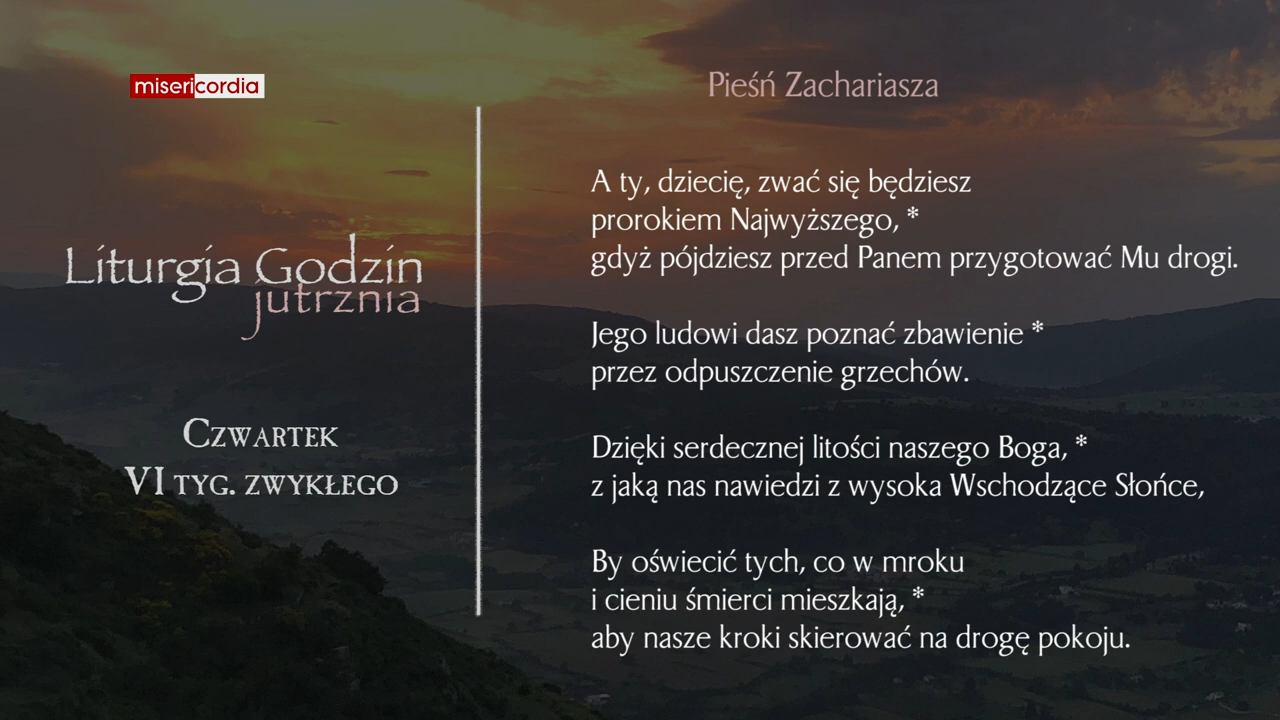 misericordia
Liturgia Godzin
jutrznia
Czwartek
VI tyg. zwykłego
Pieśń Zachariasza
A ty, dziecię, zwać się będziesz
prorokiem Najwyższego, *
gdyż pójdziesz przed Panem przygotować Mu drogi.
Jego ludowi dasz poznać zbawienie *
przez odpuszczenie grzechów.
Dzięki serdecznej litości naszego Boga, *
z jaką nas nawiedzi z wysoka Wschodzące Słońce,
By oświecić tych, co w mroku
i cieniu śmierci mieszkają, *
aby nasze kroki skierować na drogę pokoju.